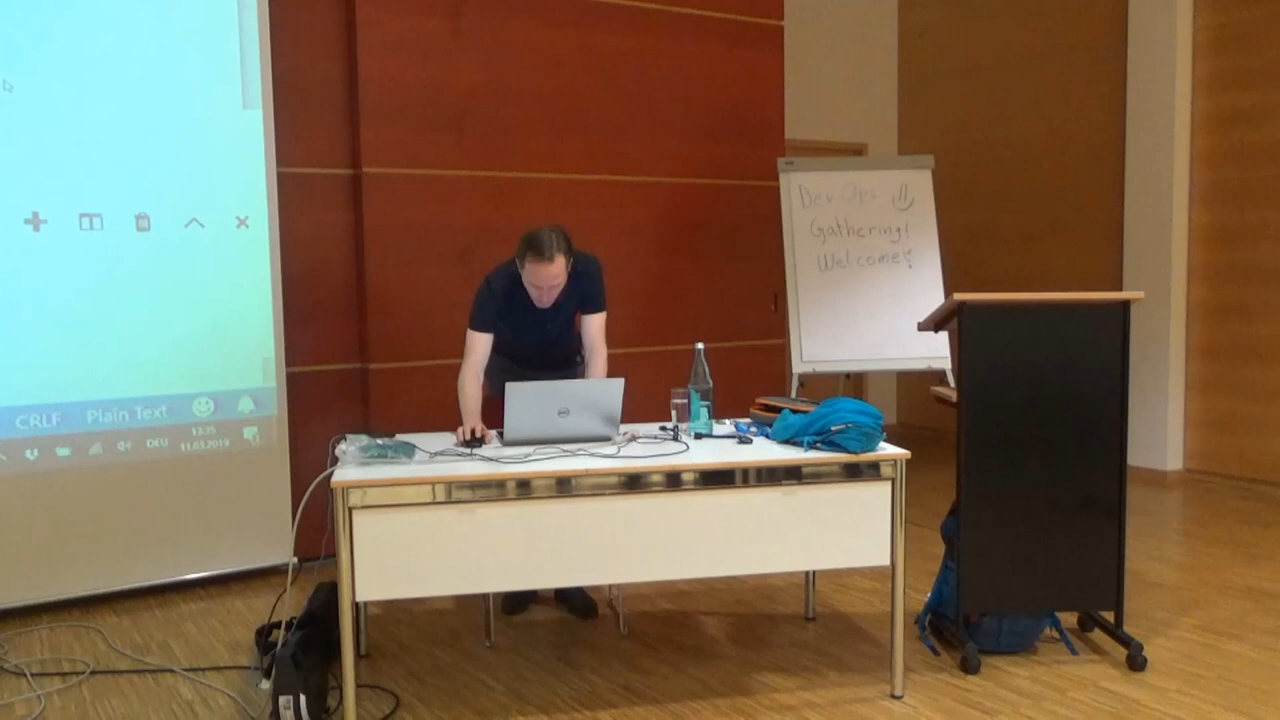 CRLF Plain Text
DEU 13:35
11.03.2019
DevOps
Gathering!
Welcome!
DELL